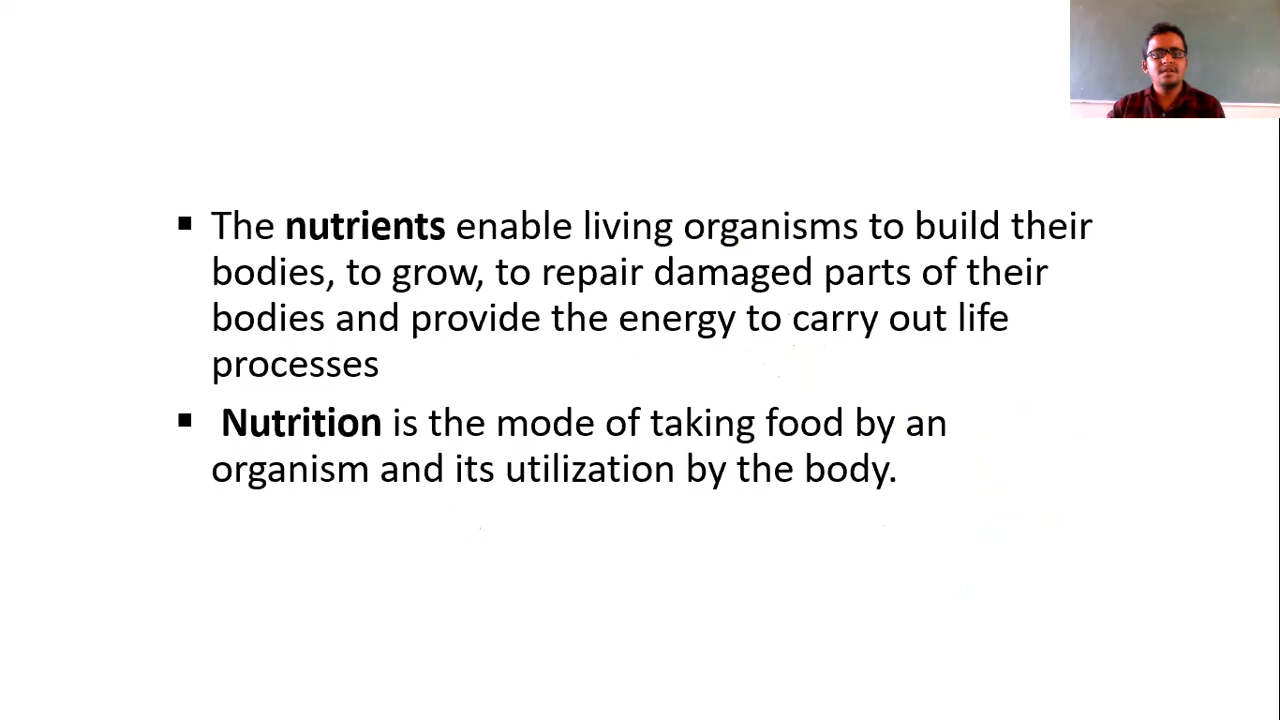 The nutrients enable living organisms to build their
bodies, to grow, to repair damaged parts of their
bodies and provide the energy to carry out life
processes
Nutrition is the mode of taking food by an
organism and its utilization by the body.